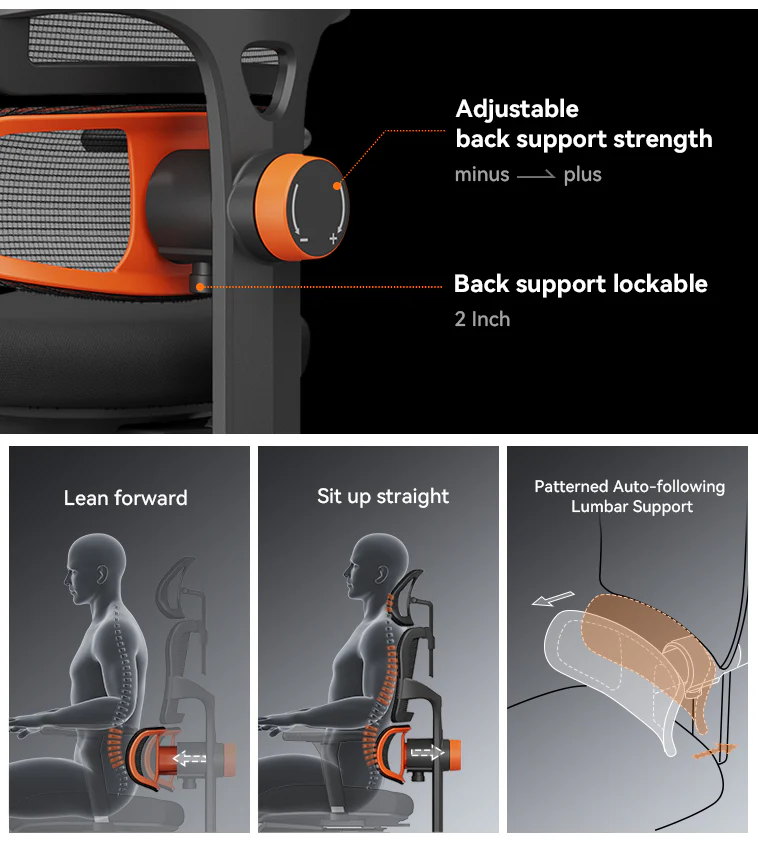 Adjustable
back support strength
minus plus
− +
Back support lockable
2 Inch
Lean forward
Sit up straight
Patterned Auto-following
Lumbar Support